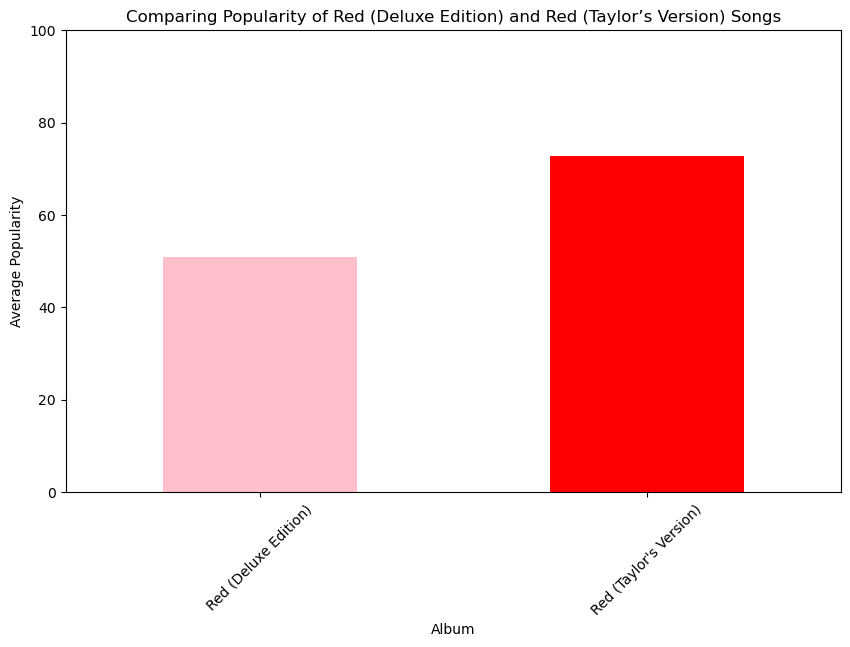 Comparing Popularity of Red (Deluxe Edition) and Red (Taylor’s Version) Songs
100
80
60
40
20
0
Average Popularity
Red (Deluxe Edition)
Red (Taylor's Version)
Album